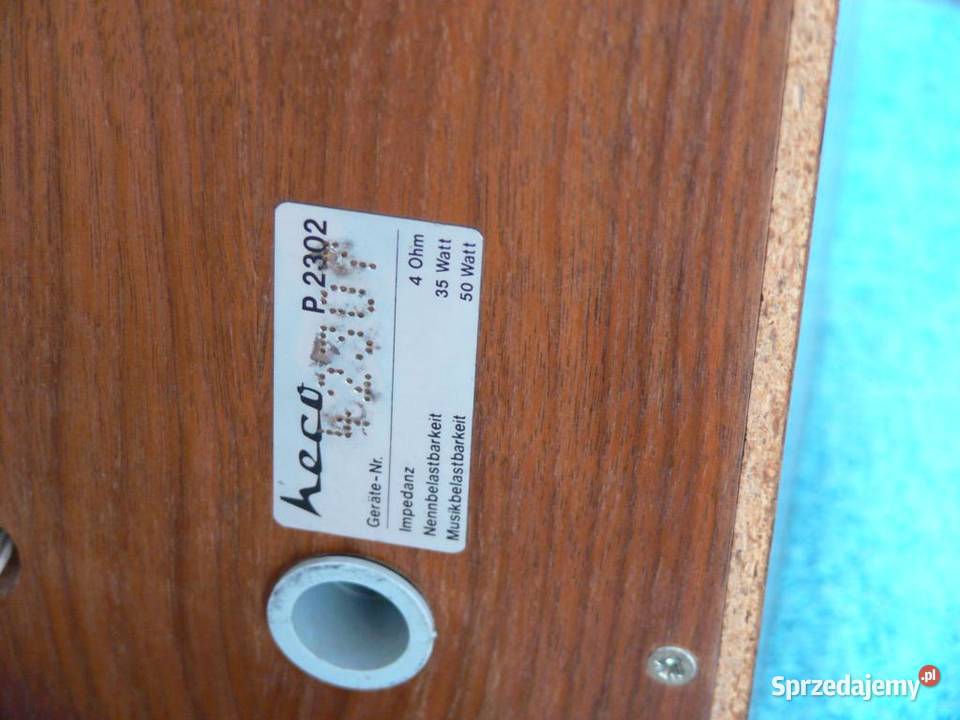 heco P.2302
Geräte-Nr.
Impedanz 4 Ohm
Nennbelastbarkeit 35 Watt
Musikbelastbarkeit 50 Watt
Sprzedajemy.pl